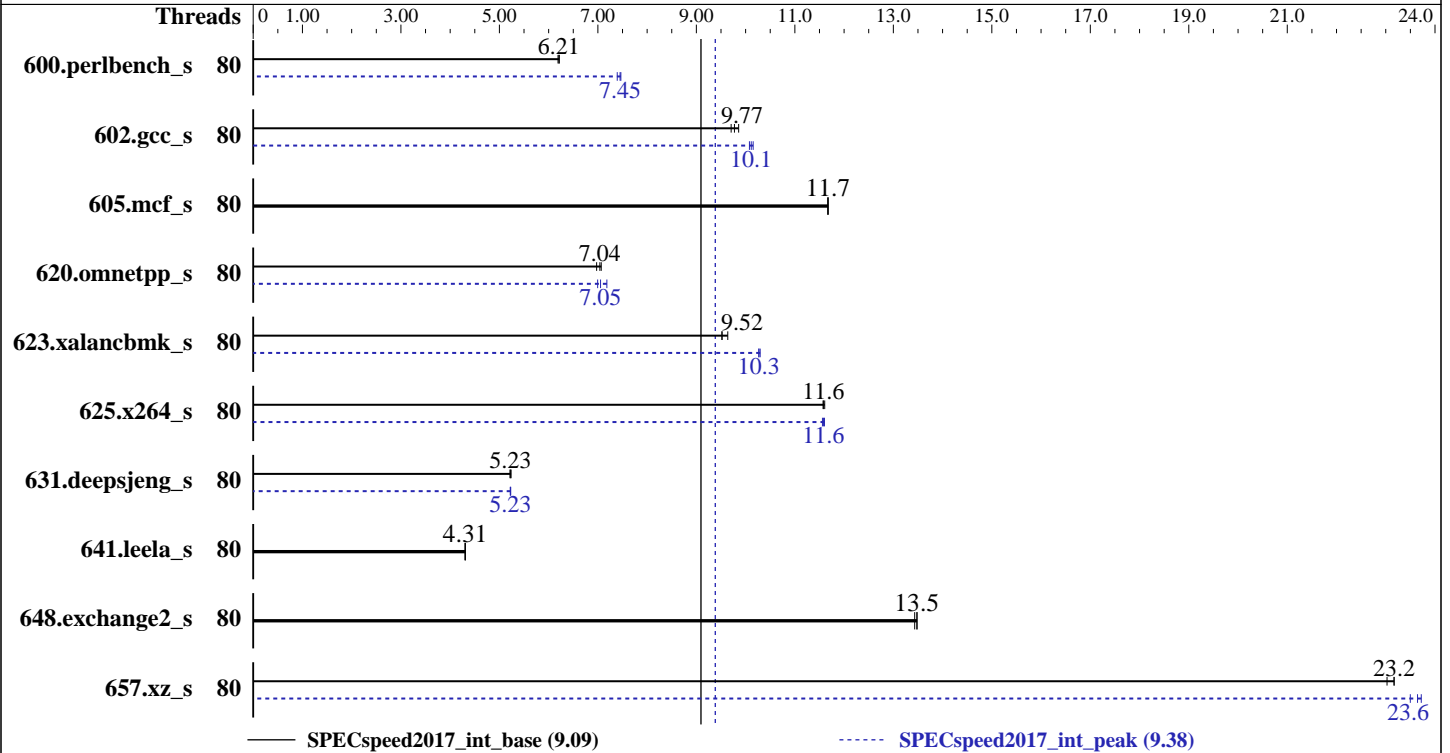 Threads 0 1.00 3.00 5.00 7.00 9.00 11.0 13.0 15.0 17.0 19.0 21.0 24.0
6.21
600.perlbench_s 80
7.45
9.77
602.gcc_s 80
10.1
11.7
605.mcf_s 80
7.04
620.omnetpp_s 80
7.05
9.52
623.xalancbmk_s 80
10.3
11.6
625.x264_s 80
11.6
5.23
631.deepsjeng_s 80
5.23
4.31
641.leela_s 80
13.5
648.exchange2_s 80
23.2
657.xz_s 80
23.6
SPECspeed2017_int_base (9.09) SPECspeed2017_int_peak (9.38)